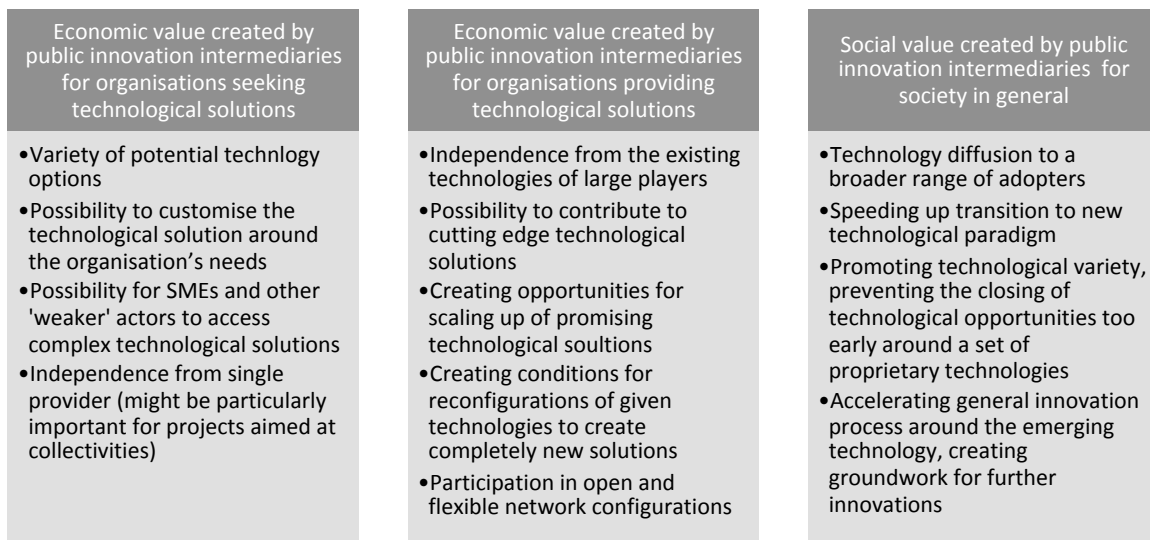 Economic value created by
public innovation intermediaries
for organisations seeking
technological solutions
•Variety of potential technlogy
options
•Possibility to customise the
technological solution around
the organisation’s needs
•Possibility for SMEs and other
'weaker' actors to access
complex technological solutions
•Independence from single
provider (might be particularly
important for projects aimed at
collectivities)
Economic value created by
public innovation intermediaries
for organisations providing
technological solutions
•Independence from the existing
technologies of large players
•Possibility to contribute to
cutting edge technological
solutions
•Creating opportunities for
scaling up of promising
technological soultions
•Creating conditions for
reconfigurations of given
technologies to create
completely new solutions
•Participation in open and
flexible network configurations
Social value created by public
innovation intermediaries for
society in general
•Technology diffusion to a
broader range of adopters
•Speeding up transition to new
technological paradigm
•Promoting technological variety,
preventing the closing of
technological opportunities too
early around a set of
proprietary technologies
•Accelerating general innovation
process around the emerging
technology, creating
groundwork for further
innovations